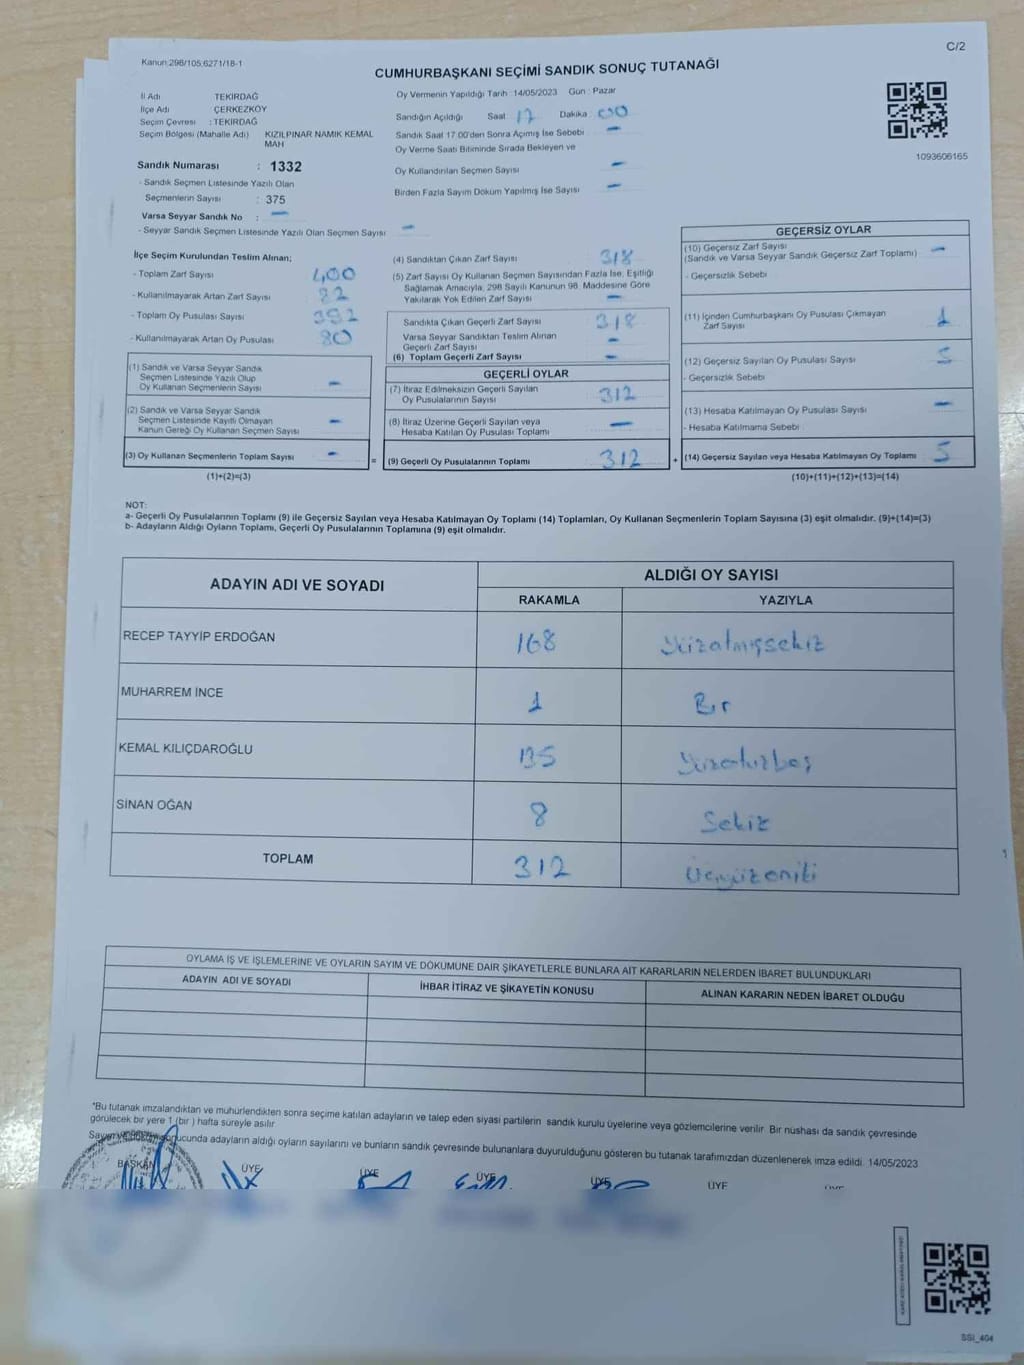 C/2
Kanun:298/105,6271/18-1
CUMHURBAŞKANI SEÇİMİ SANDIK SONUÇ TUTANAĞI
İl Adı TEKİRDAĞ
İlçe Adı ÇERKEZKÖY
Seçim Çevresi : TEKİRDAĞ
Seçim Bölgesi (Mahalle Adı) KIZILPINAR NAMIK KEMAL MAH
Sandık Numarası : 1332
- Sandık Seçmen Listesinde Yazılı Olan
Seçmenlerin Sayısı : 375
Varsa Seyyar Sandık No : -
- Seyyar Sandık Seçmen Listesinde Yazılı Olan Seçmen Sayısı -
Oy Vermenin Yapıldığı Tarih :14/05/2023 Gün : Pazar
Sandığın Açıldığı Saat 17 Dakika 00
Sandık Saat 17.00'den Sonra Açılmış İse Sebebi -
Oy Verme Saati Bitiminde Sırada Bekleyen ve
Oy Kullandırılan Seçmen Sayısı -
Birden Fazla Sayım Döküm Yapılmış İse Sayısı -
1093606165
İlçe Seçim Kurulundan Teslim Alınan;
- Toplam Zarf Sayısı 400
- Kullanılmayarak Artan Zarf Sayısı 82
- Toplam Oy Pusulası Sayısı 392
- Kullanılmayarak Artan Oy Pusulası 80
(1) Sandık ve Varsa Seyyar Sandık
Seçmen Listesinde Yazılı Olup
Oy Kullanan Seçmenlerin Sayısı -
(2) Sandık ve Varsa Seyyar Sandık
Seçmen Listesinde Kayıtlı Olmayan
Kanun Gereği Oy Kullanan Seçmen Sayısı -
(3) Oy Kullanan Seçmenlerin Toplam Sayısı -
(1)+(2)=(3)
(4) Sandıktan Çıkan Zarf Sayısı 318
(5) Zarf Sayısı Oy Kullanan Seçmen Sayısından Fazla İse, Eşitliği
Sağlamak Amacıyla, 298 Sayılı Kanunun 98. Maddesine Göre
Yakılarak Yok Edilen Zarf Sayısı -
Sandıkta Çıkan Geçerli Zarf Sayısı 318
Varsa Seyyar Sandıktan Teslim Alınan
Geçerli Zarf Sayısı -
(6) Toplam Geçerli Zarf Sayısı -
GEÇERLİ OYLAR
(7) İtiraz Edilmeksizin Geçerli Sayılan
Oy Pusulalarının Sayısı 312
(8) İtiraz Üzerine Geçerli Sayılan veya
Hesaba Katılan Oy Pusulası Toplamı -
= (9) Geçerli Oy Pusulalarının Toplamı 312
GEÇERSİZ OYLAR
(10) Geçersiz Zarf Sayısı
(Sandık ve Varsa Seyyar Sandık Geçersiz Zarf Toplamı) -
- Geçersizlik Sebebi
(11) İçinden Cumhurbaşkanı Oy Pusulası Çıkmayan
Zarf Sayısı 1
(12) Geçersiz Sayılan Oy Pusulası Sayısı 5
- Geçersizlik Sebebi
(13) Hesaba Katılmayan Oy Pusulası Sayısı -
- Hesaba Katılmama Sebebi
+ (14) Geçersiz Sayılan veya Hesaba Katılmayan Oy Toplamı 5
(10)+(11)+(12)+(13)=(14)
NOT:
a- Geçerli Oy Pusulalarının Toplamı (9) ile Geçersiz Sayılan veya Hesaba Katılmayan Oy Toplamı (14) Toplamları, Oy Kullanan Seçmenlerin Toplam Sayısına (3) eşit olmalıdır. (9)+(14)=(3)
b- Adayların Aldığı Oyların Toplamı, Geçerli Oy Pusulalarının Toplamına (9) eşit olmalıdır.
ADAYIN ADI VE SOYADI ALDIĞI OY SAYISI
RAKAMLA YAZIYLA
RECEP TAYYİP ERDOĞAN 168 Yüzatmışsekiz
MUHARREM İNCE 1 Bir
KEMAL KILIÇDAROĞLU 135 Yüzotuzbeş
SİNAN OĞAN 8 Sekiz
TOPLAM 312 Üçyüzoniki
OYLAMA İŞ VE İŞLEMLERİNE VE OYLARIN SAYIM VE DÖKÜMÜNE DAİR ŞİKAYETLERLE BUNLARA AİT KARARLARIN NELERDEN İBARET BULUNDUKLARI
ADAYIN ADI VE SOYADI İHBAR İTİRAZ VE ŞİKAYETİN KONUSU ALINAN KARARIN NEDEN İBARET OLDUĞU
*Bu tutanak imzalandıktan ve mühürlendikten sonra seçime katılan adayların ve talep eden siyasi partilerin sandık kurulu üyelerine veya gözlemcilerine verilir. Bir nüshası da sandık çevresinde
görülecek bir yere 1 (bir) hafta süreyle asılır.
Sayım ve döküm sonucunda adayların aldığı oyların sayılarını ve bunların sandık çevresinde bulunanlara duyurulduğunu gösteren bu tutanak tarafımızdan düzenlenerek imza edildi. 14/05/2023
BAŞKAN ÜYE ÜYE ÜYE ÜYE ÜYE ÜYE
SSI_404